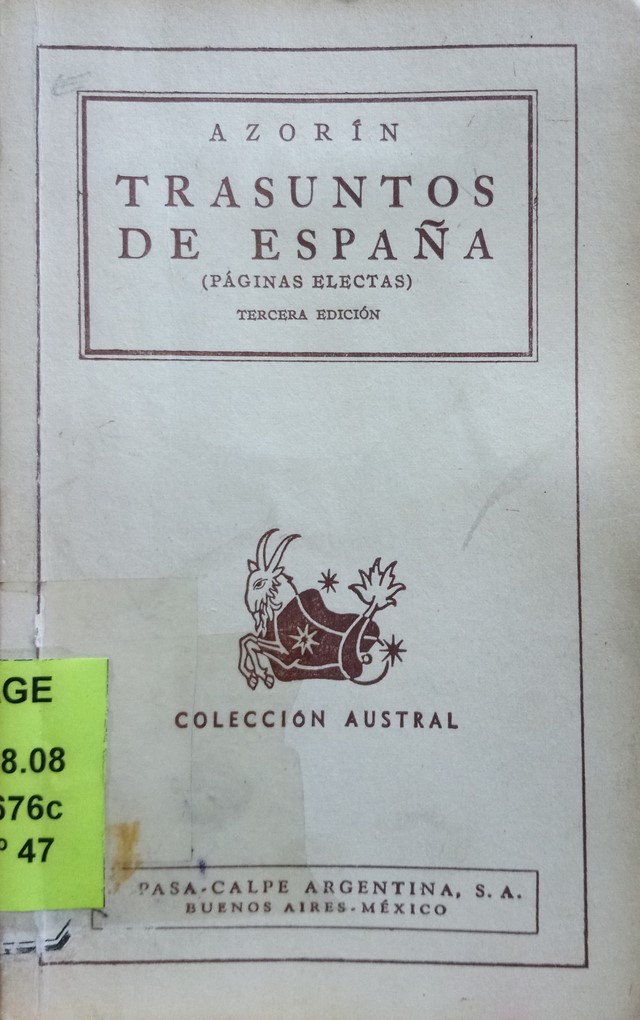 AZORÍN
TRASUNTOS
DE ESPAÑA
(PÁGINAS ELECTAS)
TERCERA EDICIÓN
COLECCIÓN AUSTRAL
GE
8.08
676c
º 47
PASA-CALPE ARGENTINA, S. A.
BUENOS AIRES-MÉXICO